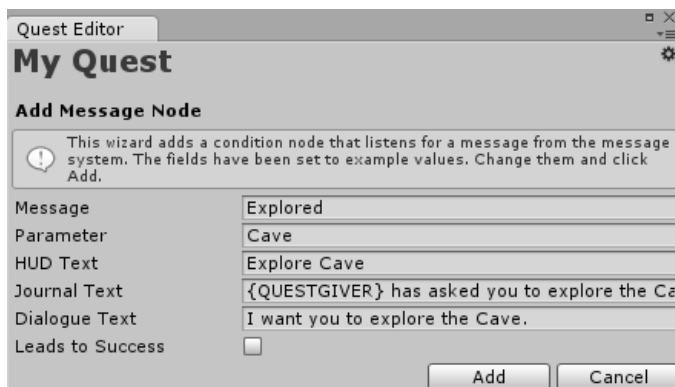 Quest Editor
My Quest
Add Message Node
This wizard adds a condition node that listens for a message from the message
system. The fields have been set to example values. Change them and click
Add.
Message Explored
Parameter Cave
HUD Text Explore Cave
Journal Text {QUESTGIVER} has asked you to explore the Ca
Dialogue Text I want you to explore the Cave.
Leads to Success
Add Cancel